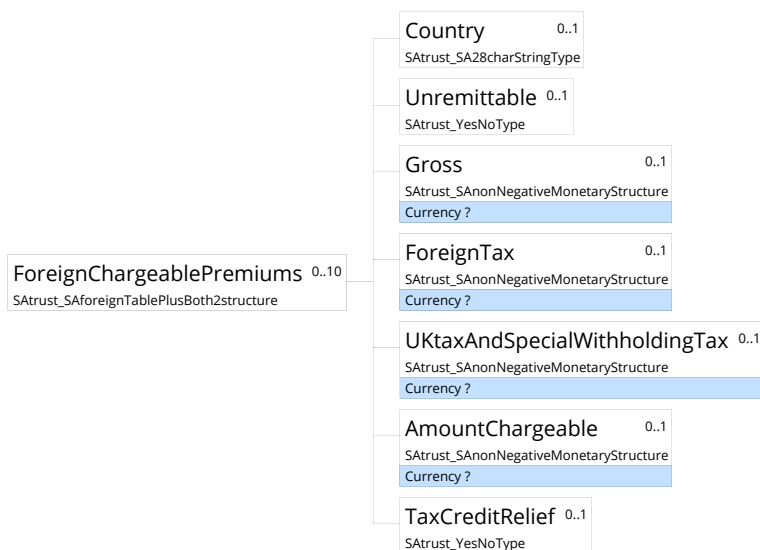 Country 0..1
SAtrust_SA28charStringType
Unremittable 0..1
SAtrust_YesNoType
Gross 0..1
SAtrust_SAnonNegativeMonetaryStructure
Currency ?
ForeignTax 0..1
SAtrust_SAnonNegativeMonetaryStructure
Currency ?
ForeignChargeablePremiums 0..10
SAtrust_SAforeignTablePlusBoth2structure
UKtaxAndSpecialWithholdingTax 0..1
SAtrust_SAnonNegativeMonetaryStructure
Currency ?
AmountChargeable 0..1
SAtrust_SAnonNegativeMonetaryStructure
Currency ?
TaxCreditRelief 0..1
SAtrust_YesNoType